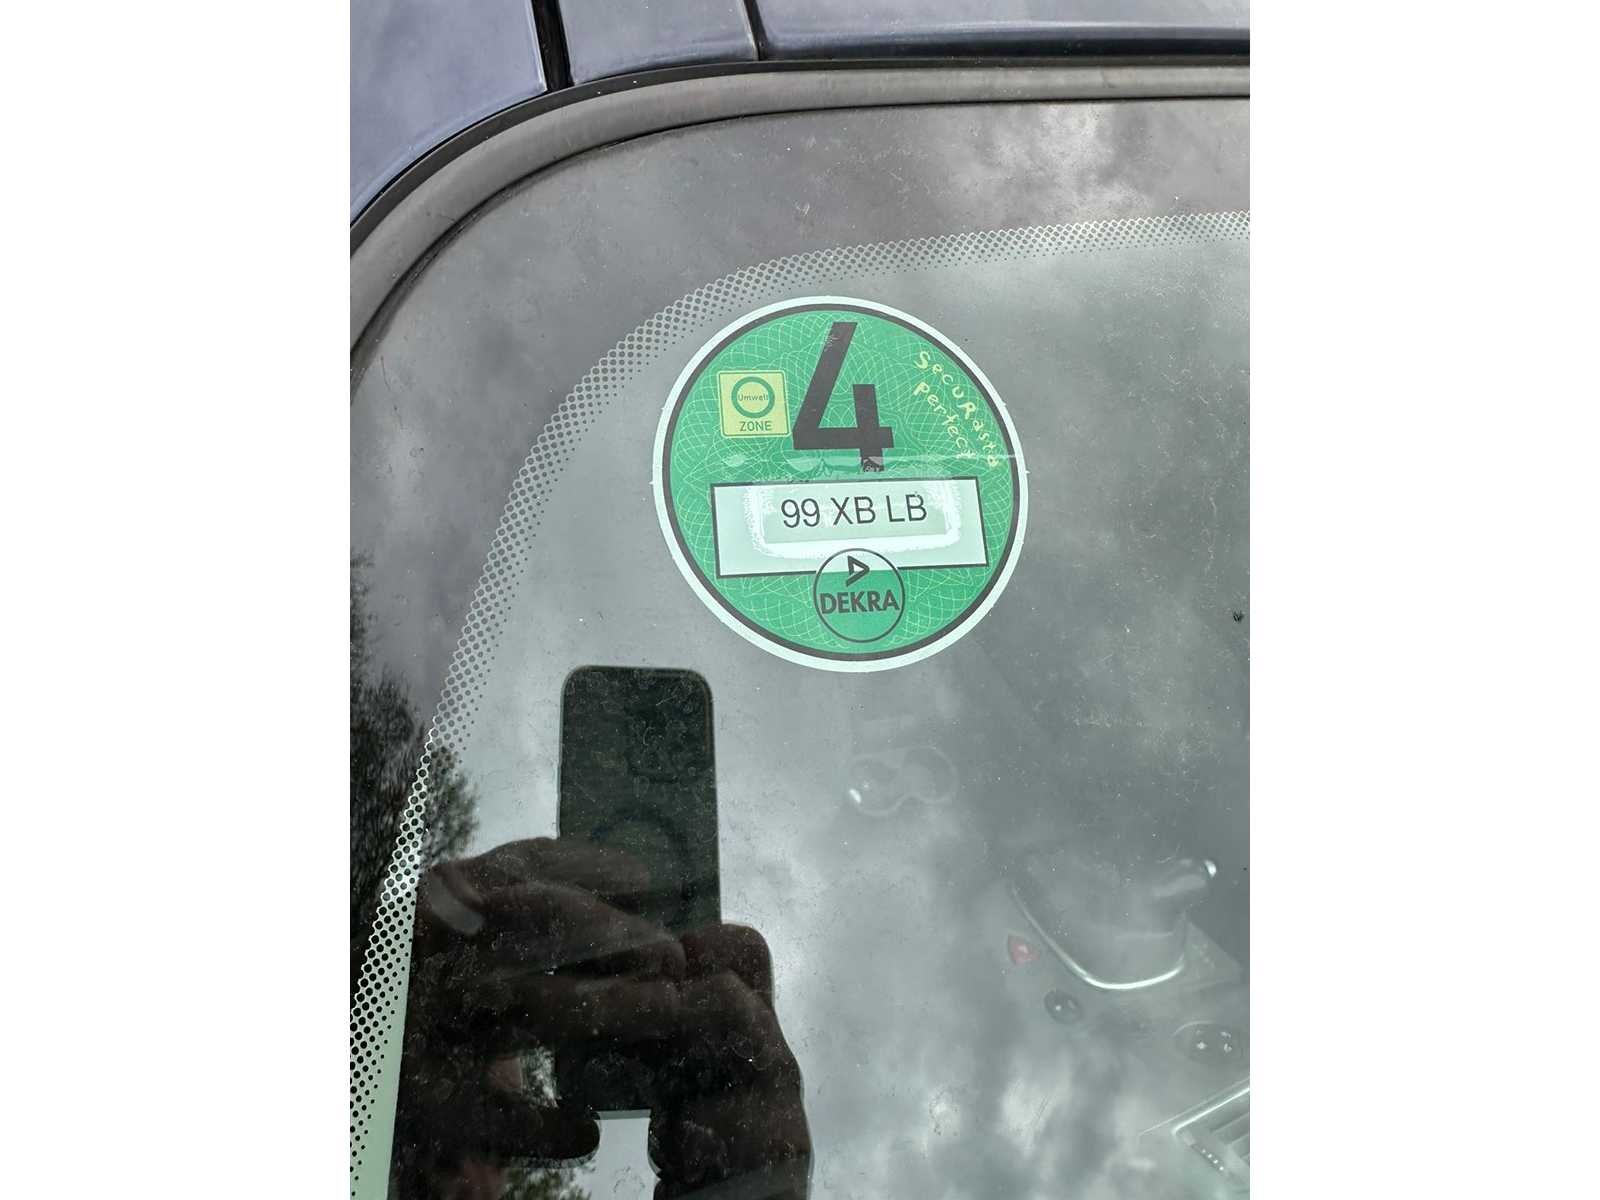 4
Umwelt
ZONE
SecuRasta
perfect
99 XB LB
DEKRA